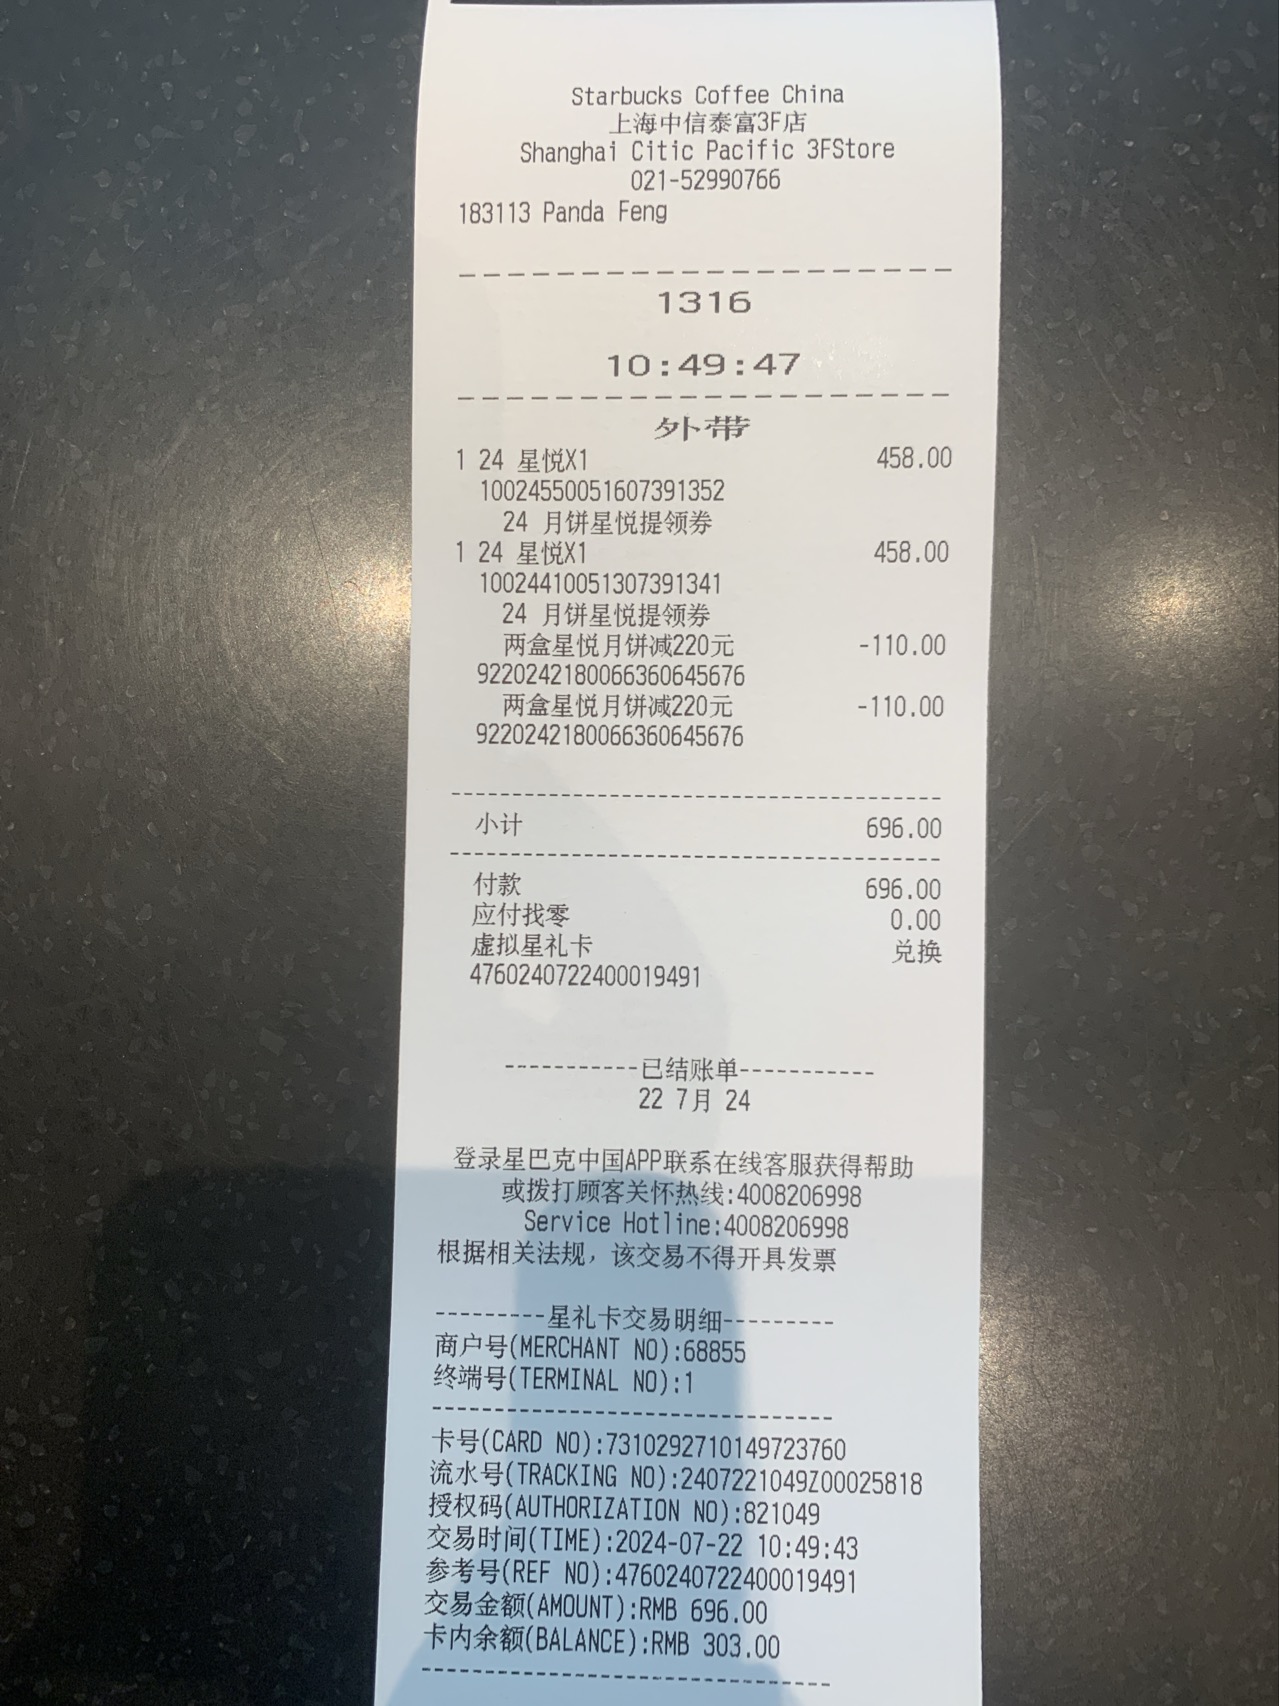 Starbucks Coffee China
上海中信泰富3F店
Shanghai Citic Pacific 3FStore
021-52990766
183113 Panda Feng
1316
10:49:47
外带
1 24 星悦X1 458.00
10024550051607391352
24 月饼星悦提领券
1 24 星悦X1 458.00
10024410051307391341
24 月饼星悦提领券
两盒星悦月饼减220元 -110.00
9220242180066360645676
两盒星悦月饼减220元 -110.00
9220242180066360645676
小计 696.00
付款 696.00
应付找零 0.00
虚拟星礼卡 兑换
4760240722400019491
-----------已结账单-----------
22 7月 24
登录星巴克中国APP联系在线客服获得帮助
或拨打顾客关怀热线:4008206998
Service Hotline:4008206998
根据相关法规，该交易不得开具发票
---------星礼卡交易明细---------
商户号(MERCHANT NO):68855
终端号(TERMINAL NO):1
卡号(CARD NO):7310292710149723760
流水号(TRACKING NO):2407221049Z00025818
授权码(AUTHORIZATION NO):821049
交易时间(TIME):2024-07-22 10:49:43
参考号(REF NO):4760240722400019491
交易金额(AMOUNT):RMB 696.00
卡内余额(BALANCE):RMB 303.00